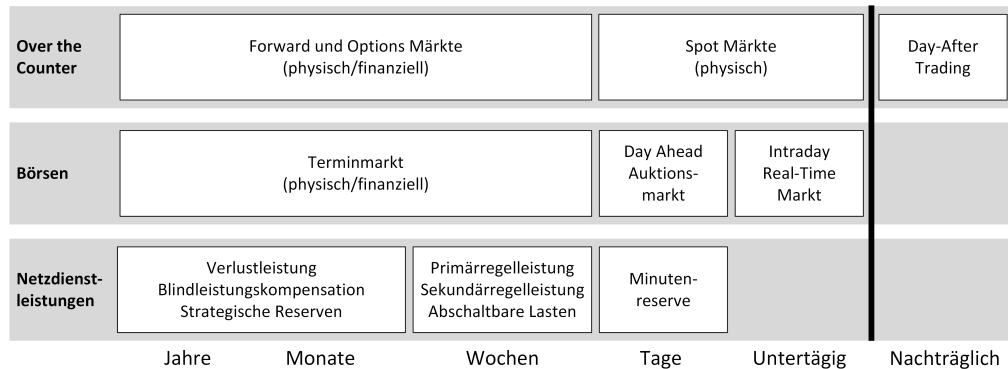 Over the
Counter
Forward und Options Märkte
(physisch/finanziell)
Spot Märkte
(physisch)
Day-After
Trading
Börsen
Terminmarkt
(physisch/finanziell)
Day Ahead
Auktions-
markt
Intraday
Real-Time
Markt
Netzdienst-
leistungen
Verlustleistung
Blindleistungskompensation
Strategische Reserven
Primärregelleistung
Sekundärregelleistung
Abschaltbare Lasten
Minuten-
reserve
Jahre
Monate
Wochen
Tage
Untertägig
Nachträglich